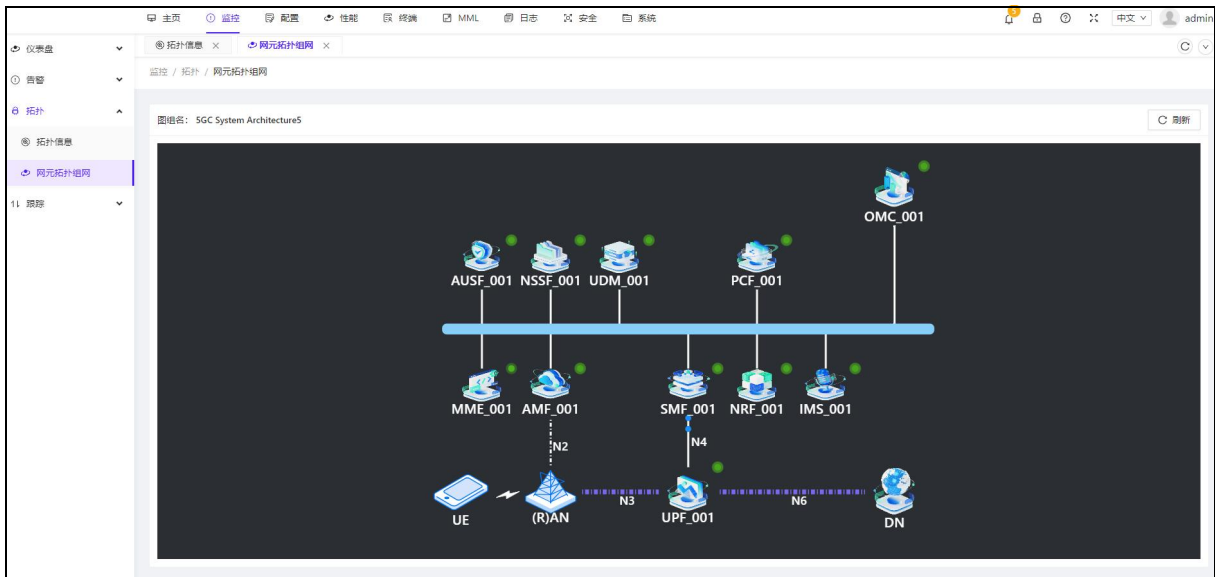 主页 监控 配置 性能 终端 MML 日志 安全 系统 5 中文 admin
仪表盘 拓扑信息 网元拓扑组网
告警 监控 / 拓扑 / 网元拓扑组网
拓扑 图组名: 5GC System Architecture5 刷新
拓扑信息
网元拓扑组网
跟踪
OMC_001
AUSF_001 NSSF_001 UDM_001 PCF_001
MME_001 AMF_001 SMF_001 NRF_001 IMS_001
N2 N4
N3 N6
UE (R)AN UPF_001 DN